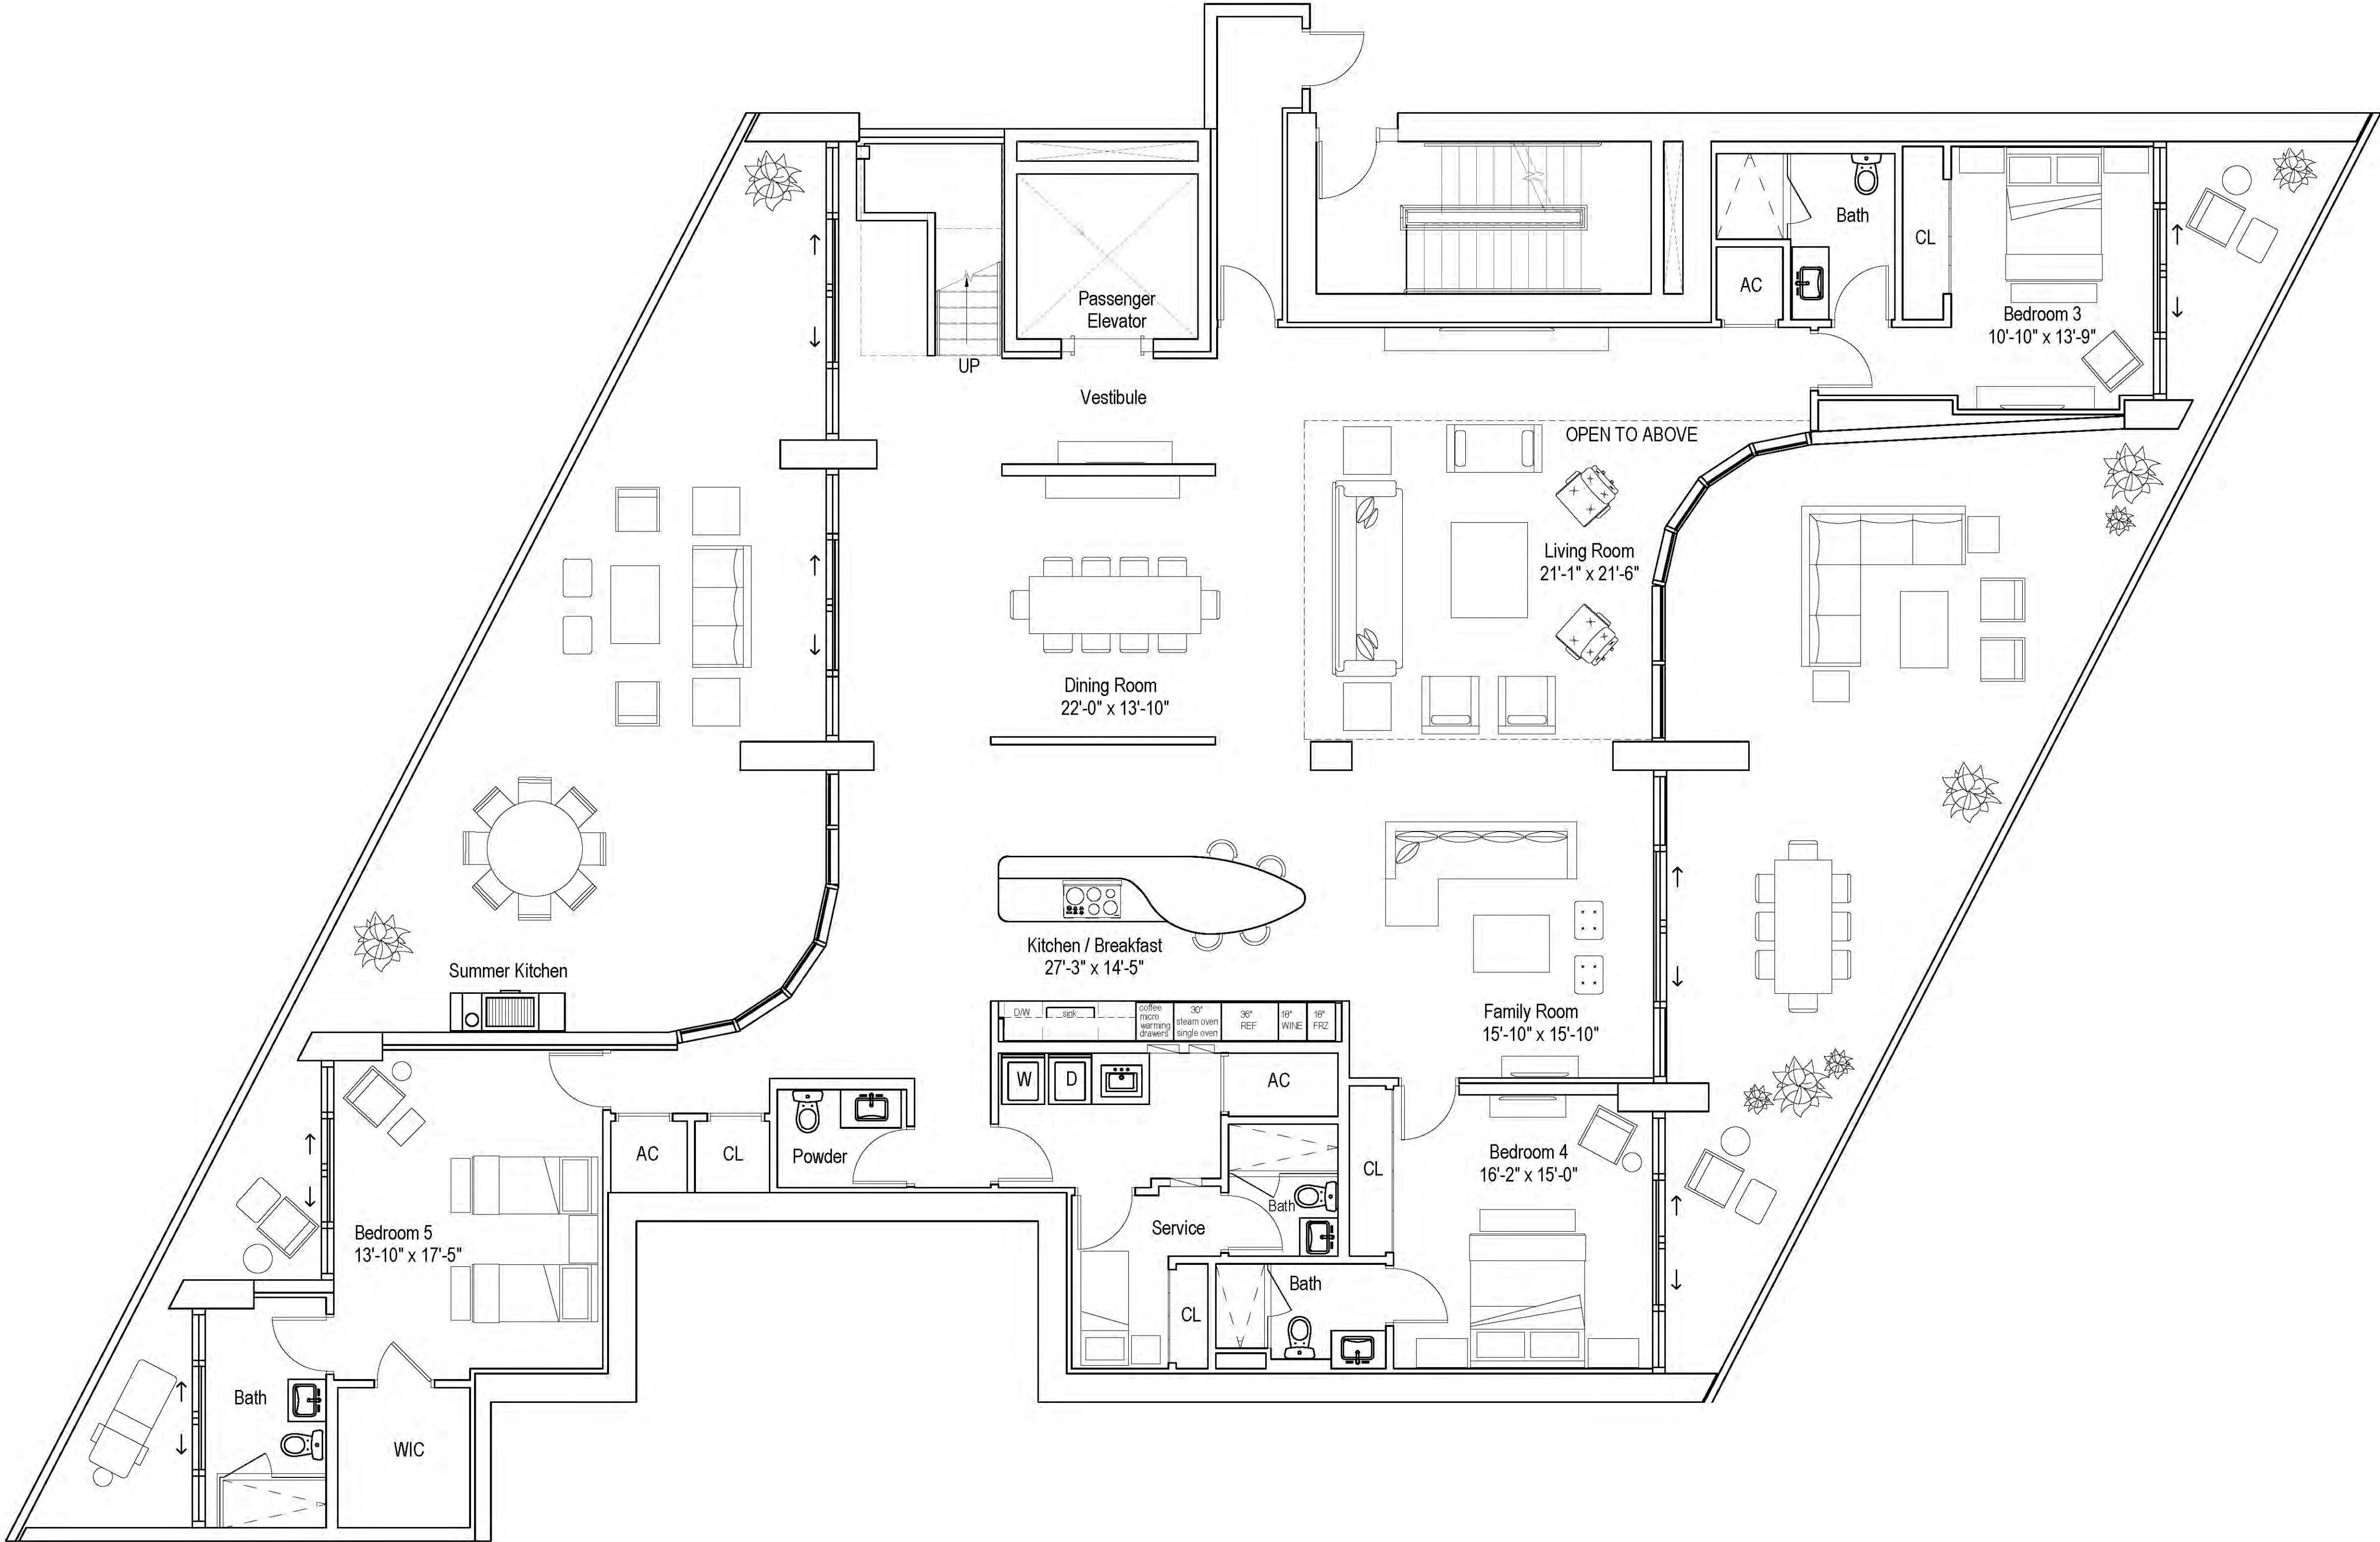 Passenger
Elevator
UP
Vestibule
Bath
AC
CL
Bedroom 3
10'-10" x 13'-9"
OPEN TO ABOVE
Living Room
21'-1" x 21'-6"
Dining Room
22'-0" x 13'-10"
Kitchen / Breakfast
27'-3" x 14'-5"
Summer Kitchen
D/W
sink
coffee
micro
warming
drawers
30"
steam oven
single oven
36"
REF
18"
WINE
18"
FRZ
Family Room
15'-10" x 15'-10"
W
D
AC
AC
CL
Powder
Bath
Service
CL
Bedroom 4
16'-2" x 15'-0"
Bedroom 5
13'-10" x 17'-5"
CL
Bath
Bath
WIC